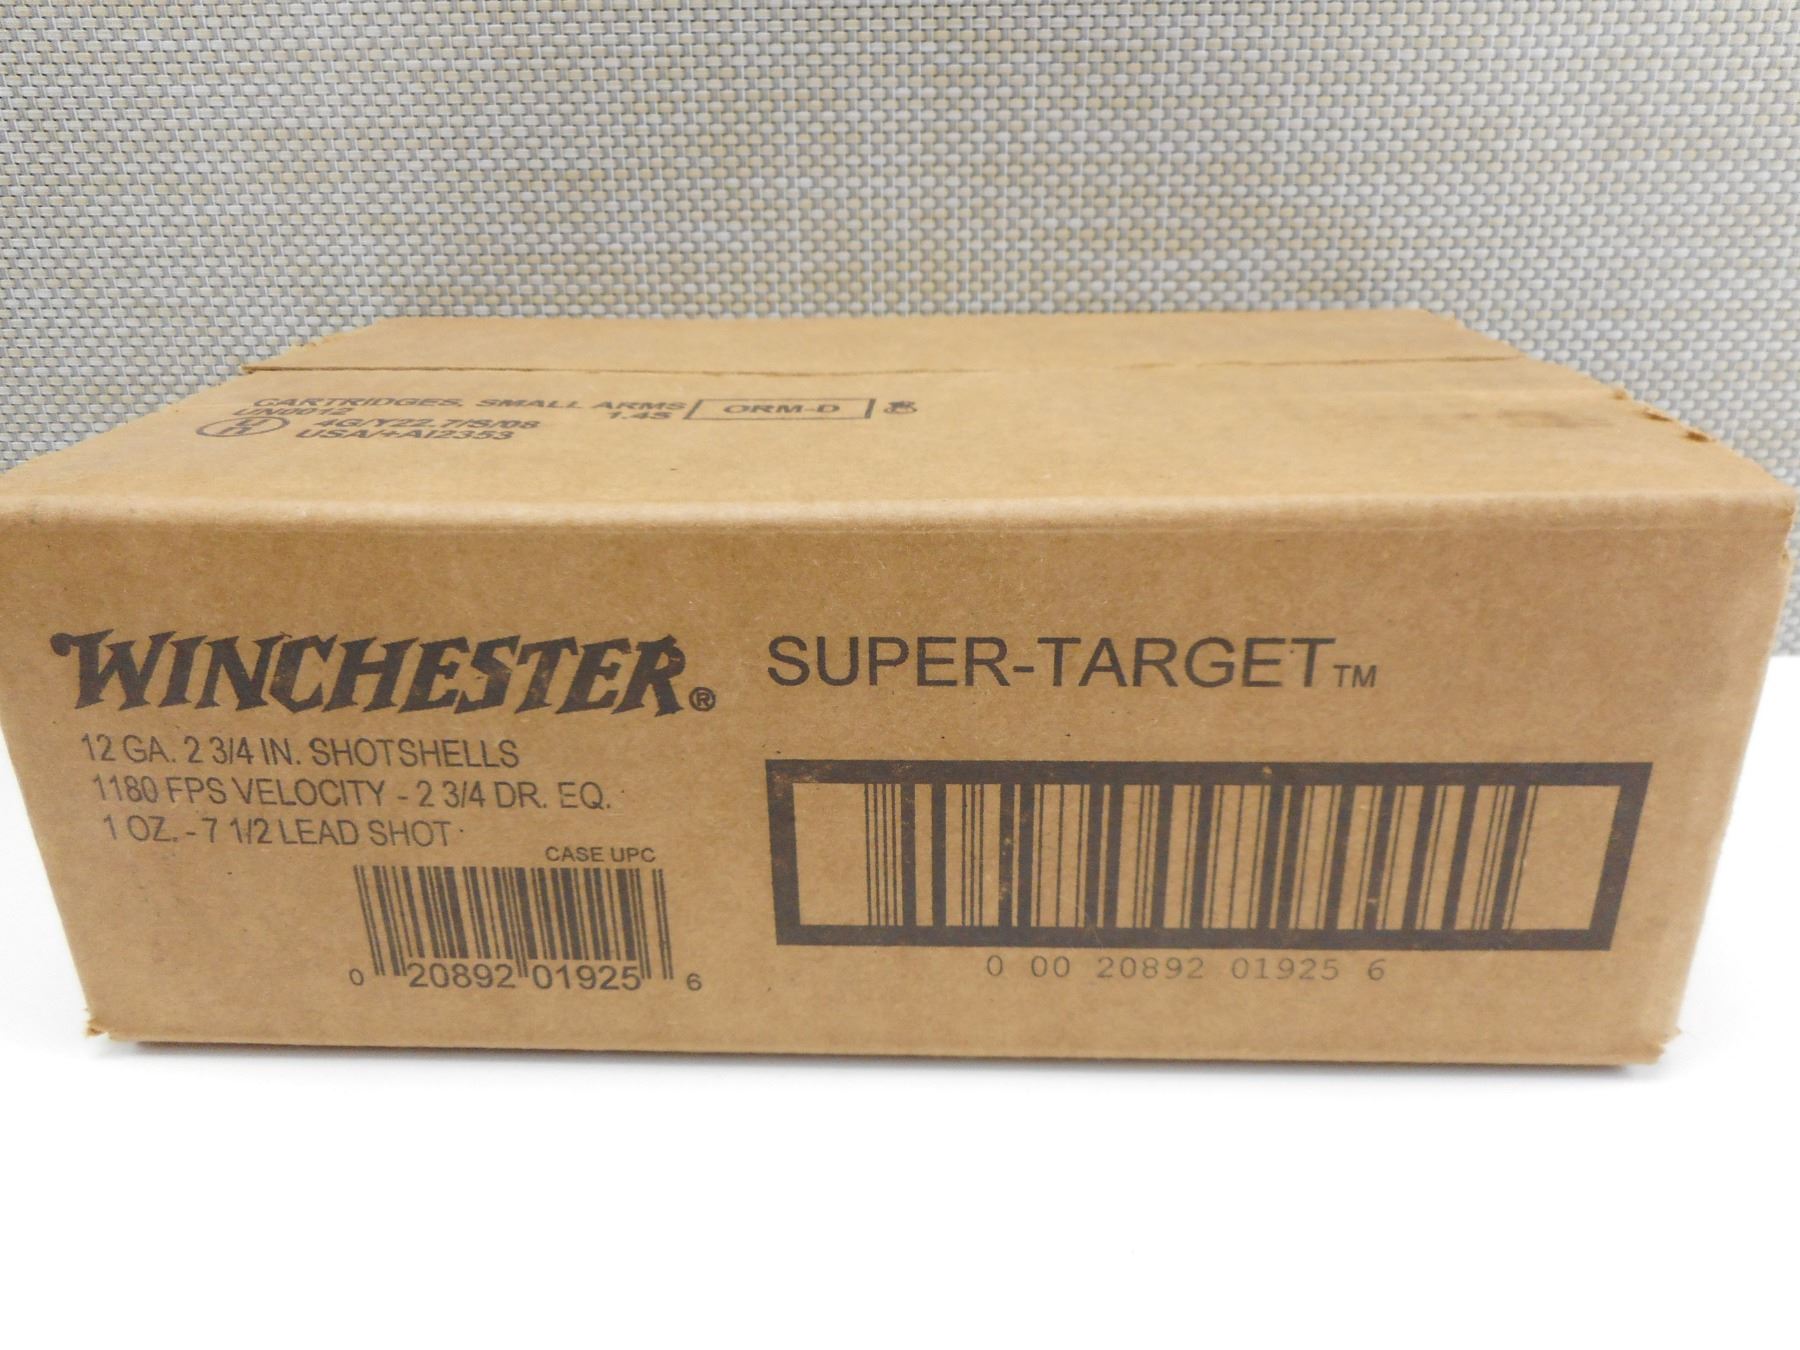 CARTRIDGES, SMALL ARMS
UN0012 1.4S
ORM-D
4G/Y22.7/S/08
USA/+AI2353
WINCHESTER®
SUPER-TARGET™
12 GA. 2 3/4 IN. SHOTSHELLS
1180 FPS VELOCITY - 2 3/4 DR. EQ.
1 OZ. - 7 1/2 LEAD SHOT
CASE UPC
0 20892 01925 6
0 00 20892 01925 6